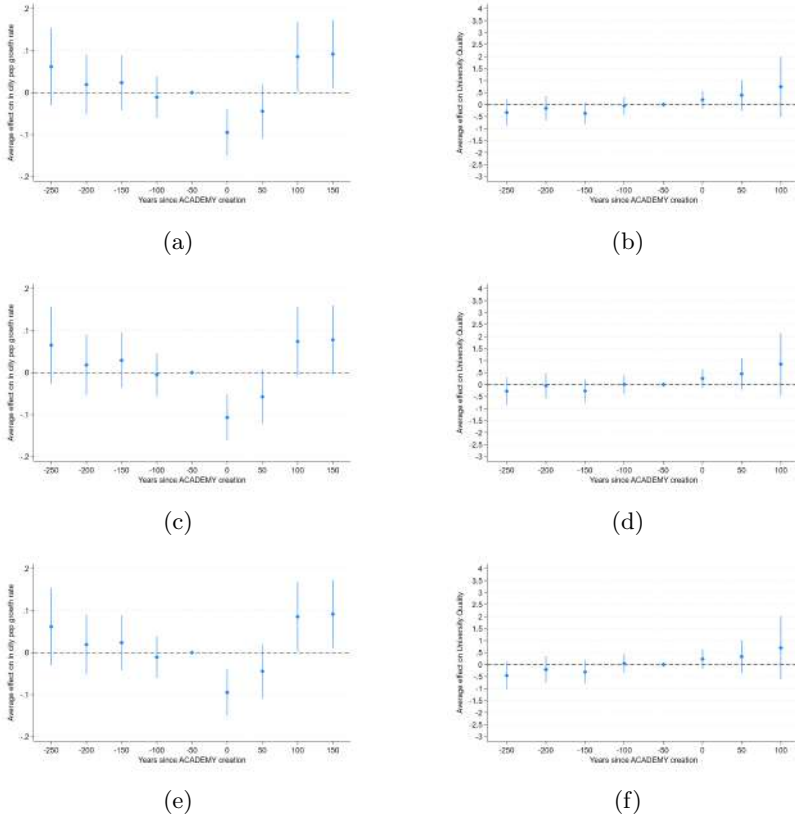 Average effect on ln city pop growth rate
.2
.1
0
-.1
-.2
-250 -200 -150 -100 -50 0 50 100 150
Years since ACADEMY creation
(a)
Average effect on University Quality
4
3.5
3
2.5
2
1.5
1
.5
0
-.5
-1
-1.5
-2
-2.5
-3
-250 -200 -150 -100 -50 0 50 100
Years since ACADEMY creation
(b)
Average effect on ln city pop growth rate
.2
.1
0
-.1
-.2
-250 -200 -150 -100 -50 0 50 100 150
Years since ACADEMY creation
(c)
Average effect on University Quality
4
3.5
3
2.5
2
1.5
1
.5
0
-.5
-1
-1.5
-2
-2.5
-3
-250 -200 -150 -100 -50 0 50 100
Years since ACADEMY creation
(d)
Average effect on ln city pop growth rate
.2
.1
0
-.1
-.2
-250 -200 -150 -100 -50 0 50 100 150
Years since ACADEMY creation
(e)
Average effect on University Quality
4
3.5
3
2.5
2
1.5
1
.5
0
-.5
-1
-1.5
-2
-2.5
-3
-250 -200 -150 -100 -50 0 50 100
Years since ACADEMY creation
(f)